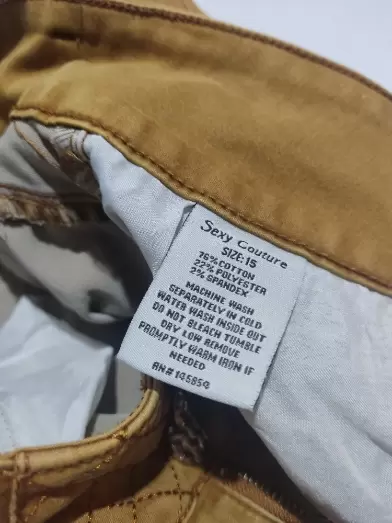 Sexy Couture
SIZE:15
76%COTTON
22% POLYESTER
2% SPANDEX
MACHINE WASH
SEPARATELY IN COLD
WATER WASH INSIDE OUT
DO NOT BLEACH TUMBLE
DRY LOW REMOVE
PROMPTLY WARM IRON IF
NEEDED
RN# 145854